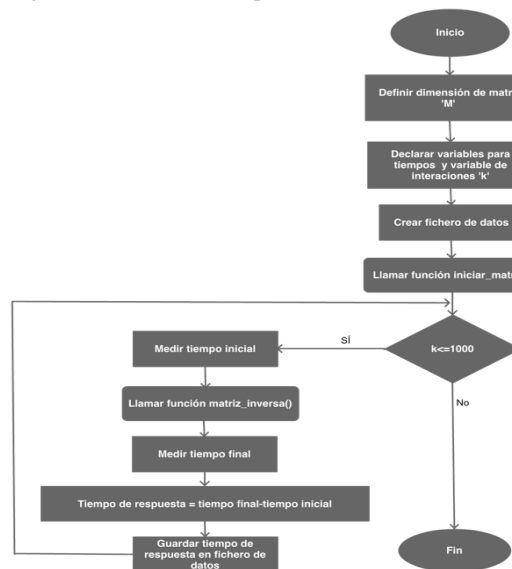 Inicio
Definir dimensión de
'M'
Declarar variables para
tiempos y variable de
interaciones 'k'
Crear fichero de datos
Llamar función
k<=1000
SÍ
No
Medir tiempo inicial
Llamar función matriz_inversa()
Medir tiempo final
Tiempo de respuesta = tiempo final-tiempo inicial
Guardar tiempo de
respuesta en fichero de
datos
Fin